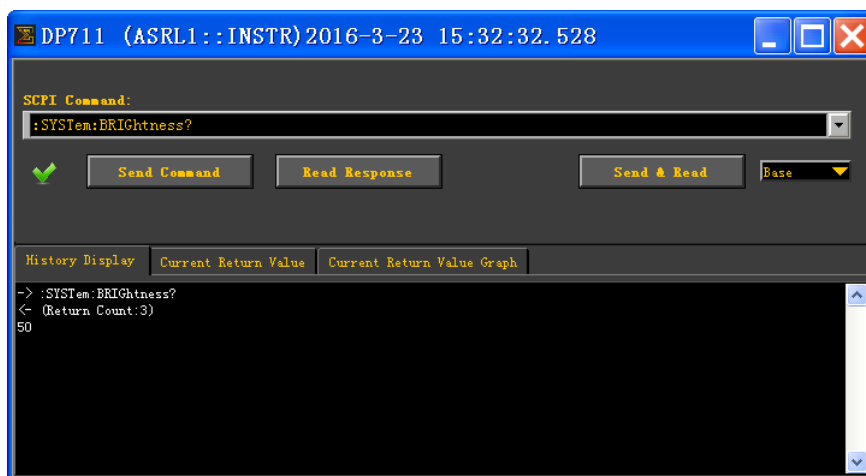 DP711 (ASRL1::INSTR)2016-3-23 15:32:32.528
SCPI Command:
:SYSTem:BRIGhtness?
Send Command Read Response Send & Read Base
History Display Current Return Value Current Return Value Graph
-> :SYSTem:BRIGhtness?
<- (Return Count:3)
50